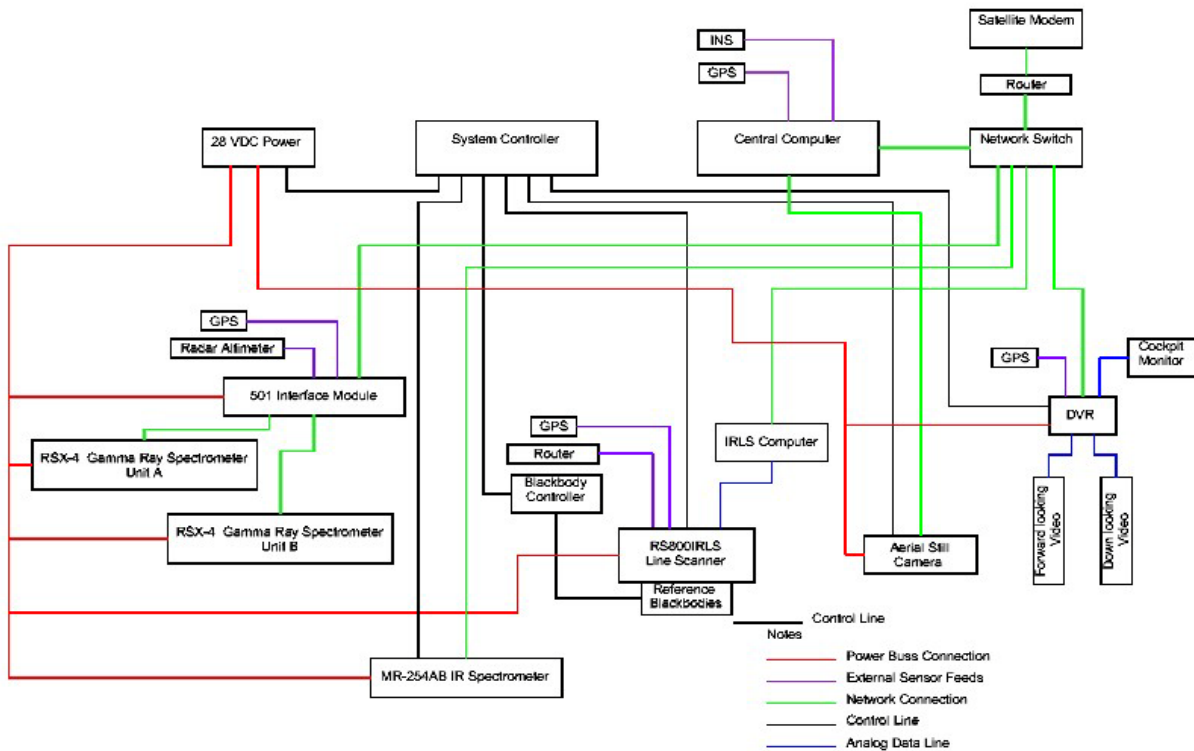 Satellite Modem
INS
GPS
Router
28 VDC Power
System Controller
Central Computer
Network Switch
GPS
Radar Altimeter
501 Interface Module
GPS
Cockpit
Monitor
DVR
RSX-4 Gamma Ray Spectrometer
Unit A
GPS
Router
IRLS Computer
Blackbody
Controller
RSX-4 Gamma Ray Spectrometer
Unit B
RS800IRLS
Line Scanner
Reference
Blackbodies
Aerial Still
Camera
Forward looking
Video
Down looking
Video
Control Line
Notes
MR-254AB IR Spectrometer
Power Buss Connection
External Sensor Feeds
Network Connection
Control Line
Analog Data Line